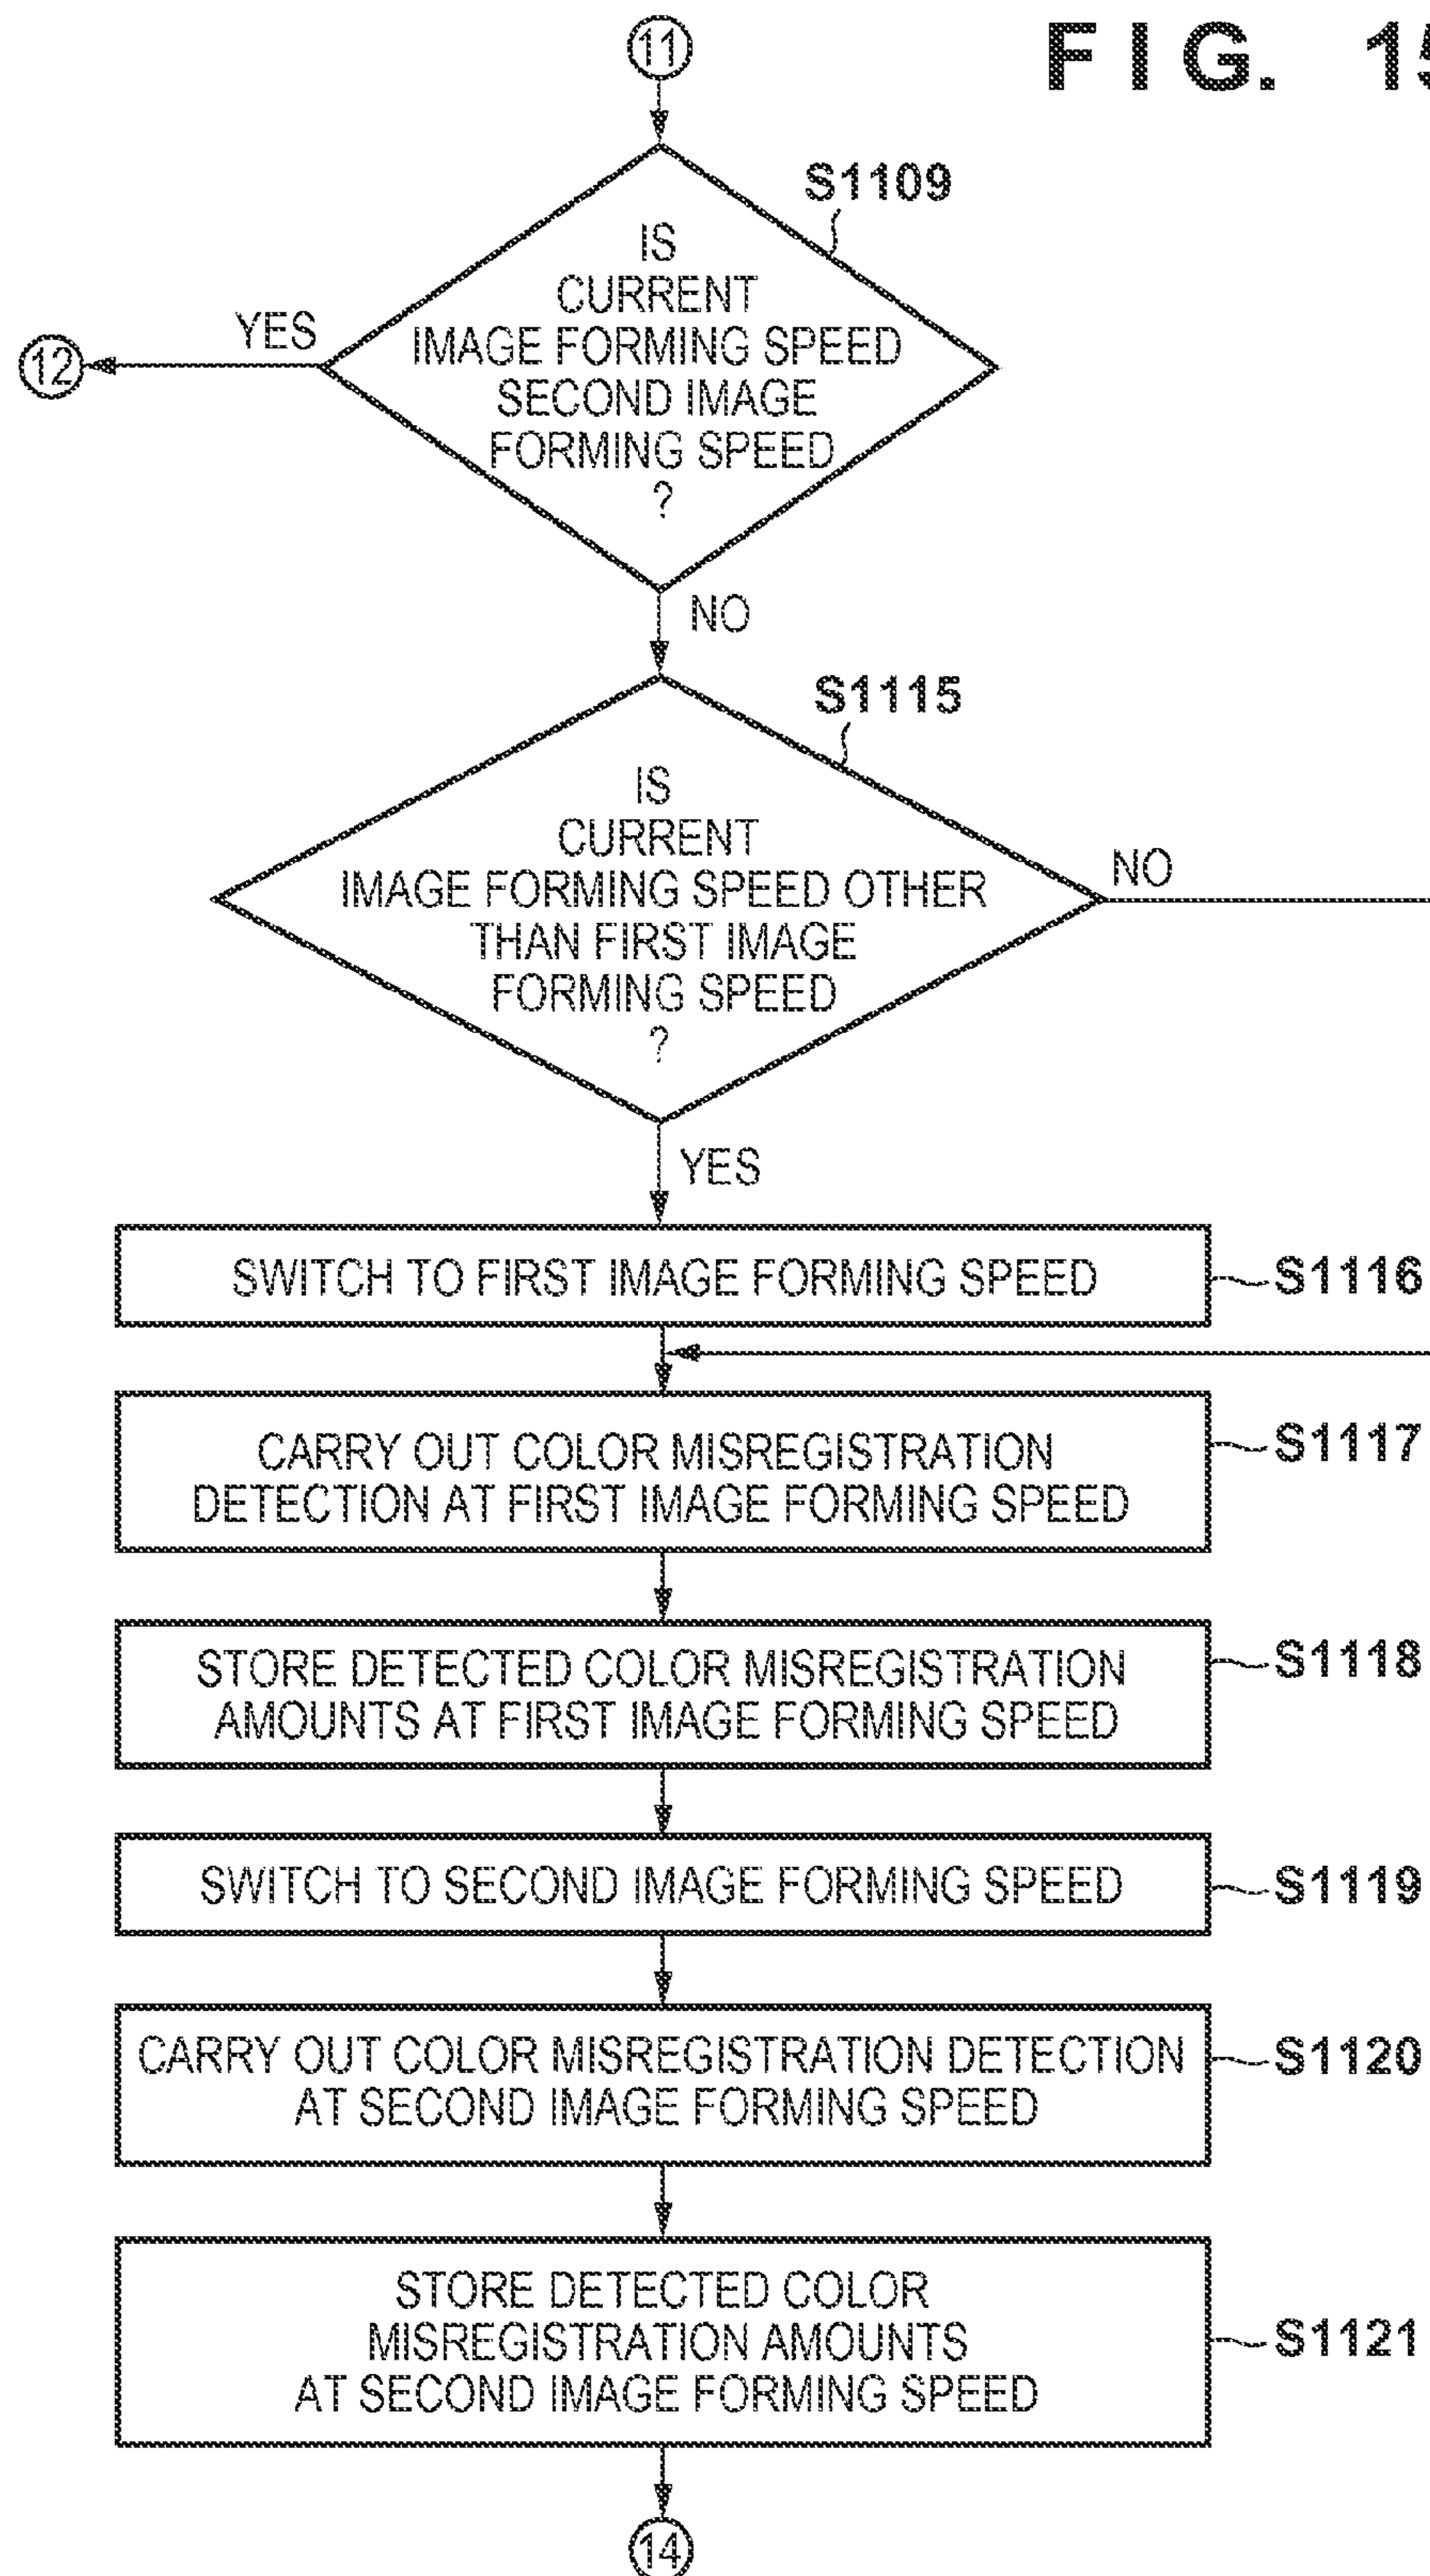 FIG. 15
11
S1109
IS
CURRENT
IMAGE FORMING SPEED
SECOND IMAGE
FORMING SPEED
?
YES
12
NO
S1115
IS
CURRENT
IMAGE FORMING SPEED OTHER
THAN FIRST IMAGE
FORMING SPEED
?
NO
YES
SWITCH TO FIRST IMAGE FORMING SPEED
S1116
CARRY OUT COLOR MISREGISTRATION
DETECTION AT FIRST IMAGE FORMING SPEED
S1117
STORE DETECTED COLOR MISREGISTRATION
AMOUNTS AT FIRST IMAGE FORMING SPEED
S1118
SWITCH TO SECOND IMAGE FORMING SPEED
S1119
CARRY OUT COLOR MISREGISTRATION DETECTION
AT SECOND IMAGE FORMING SPEED
S1120
STORE DETECTED COLOR
MISREGISTRATION AMOUNTS
AT SECOND IMAGE FORMING SPEED
S1121
14